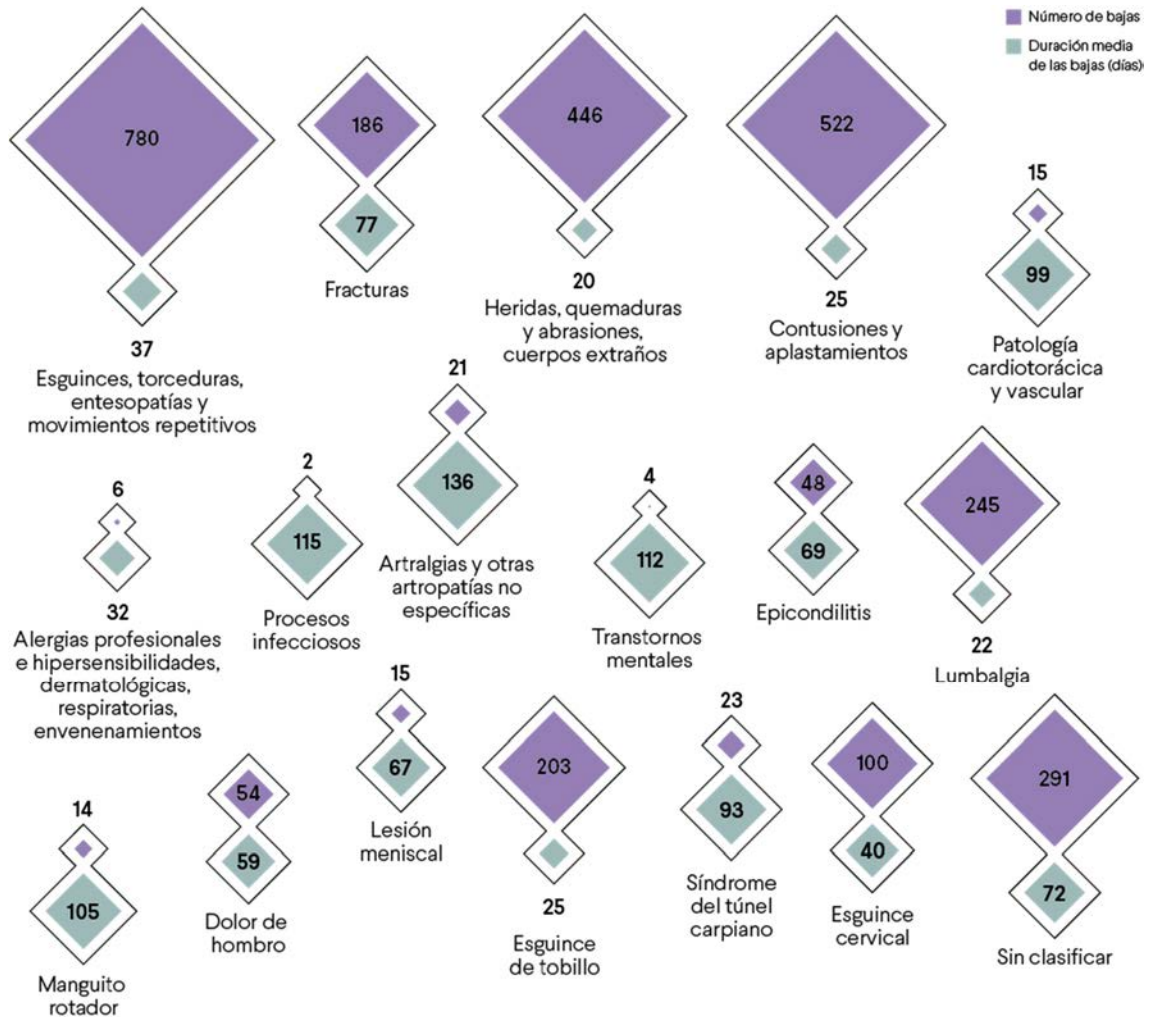 Número de bajas
Duración media
de las bajas (días)
780
37
Esguinces, torceduras,
entesopatías y
movimientos repetitivos
186
77
Fracturas
446
20
Heridas, quemaduras
y abrasiones,
cuerpos extraños
522
25
Contusiones y
aplastamientos
15
99
Patología
cardiotorácica
y vascular
6
32
Alergias profesionales
e hipersensibilidades,
dermatológicas,
respiratorias,
envenenamientos
2
115
Procesos
infecciosos
21
136
Artralgias y otras
artropatías no
específicas
4
112
Transtornos
mentales
48
69
Epicondilitis
245
22
Lumbalgia
14
105
Manguito
rotador
54
59
Dolor de
hombro
15
67
Lesión
meniscal
203
25
Esguince
de tobillo
23
93
Síndrome
del túnel
carpiano
100
40
Esguince
cervical
291
72
Sin clasificar